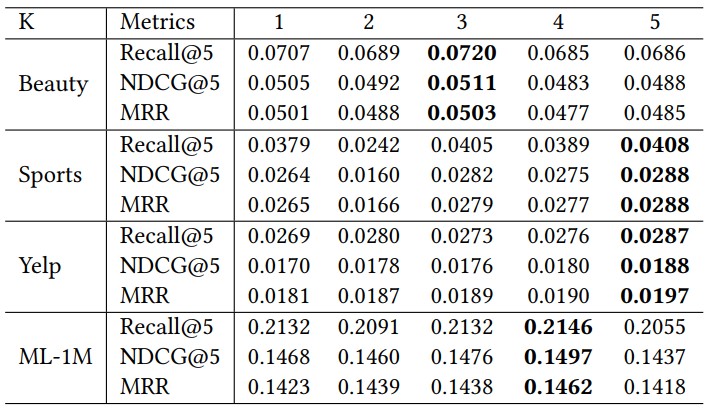 K Metrics 1 2 3 4 5
Recall@5 0.0707 0.0689 0.0720 0.0685 0.0686
Beauty NDCG@5 0.0505 0.0492 0.0511 0.0483 0.0488
MRR 0.0501 0.0488 0.0503 0.0477 0.0485
Recall@5 0.0379 0.0242 0.0405 0.0389 0.0408
Sports NDCG@5 0.0264 0.0160 0.0282 0.0275 0.0288
MRR 0.0265 0.0166 0.0279 0.0277 0.0288
Recall@5 0.0269 0.0280 0.0273 0.0276 0.0287
Yelp NDCG@5 0.0170 0.0178 0.0176 0.0180 0.0188
MRR 0.0181 0.0187 0.0189 0.0190 0.0197
Recall@5 0.2132 0.2091 0.2132 0.2146 0.2055
ML-1M NDCG@5 0.1468 0.1460 0.1476 0.1497 0.1437
MRR 0.1423 0.1439 0.1438 0.1462 0.1418